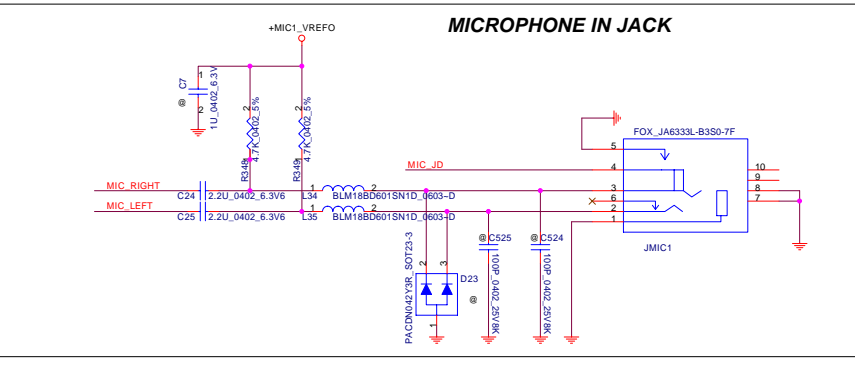 MICROPHONE IN JACK
+MIC1_VREFO
1
C7
@
2
1U_0402_6.3V
2
4.7K_0402_5%
R348
1
2
4.7K_0402_5%
R349
1
FOX_JA6333L-B3S0-7F
5
MIC_JD
4
10
9
MIC_RIGHT
3
8
C24
2.2U_0402_6.3V6
L34
1
2
BLM18BD601SN1D_0603~D
6
7
MIC_LEFT
2
C25
2.2U_0402_6.3V6
L35
1
2
BLM18BD601SN1D_0603~D
1
JMIC1
@
C525
100P_0402_25V8K
@
C524
100P_0402_25V8K
PACDN042Y3R_SOT23-3
2
3
D23
@
1